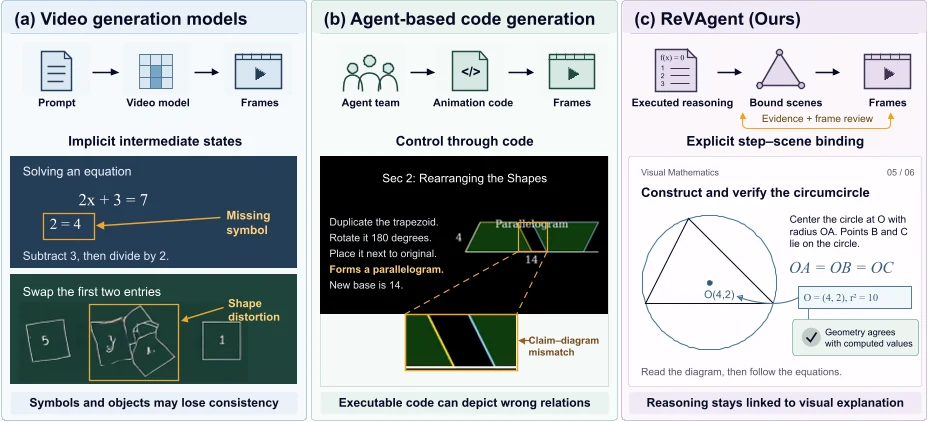 (a) Video generation models
Prompt
Video model
Frames
Implicit intermediate states
Solving an equation
2x + 3 = 7
2 = 4
Missing
symbol
Subtract 3, then divide by 2.
Swap the first two entries
Shape
distortion
5
1
Symbols and objects may lose consistency
(b) Agent-based code generation
Agent team
</>
Animation code
Frames
Control through code
Sec 2: Rearranging the Shapes
Duplicate the trapezoid.
Rotate it 180 degrees.
Place it next to original.
Forms a parallelogram.
New base is 14.
Parallelogram
4
14
Claim–diagram
mismatch
Executable code can depict wrong relations
(c) ReVAgent (Ours)
f(x) = 0
1
2
3
Executed reasoning
Bound scenes
Frames
Evidence + frame review
Explicit step–scene binding
Visual Mathematics
05 / 06
Construct and verify the circumcircle
Center the circle at O with
radius OA. Points B and C
lie on the circle.
OA = OB = OC
O(4,2)
O = (4, 2), r² = 10
Geometry agrees
with computed values
Read the diagram, then follow the equations.
Reasoning stays linked to visual explanation